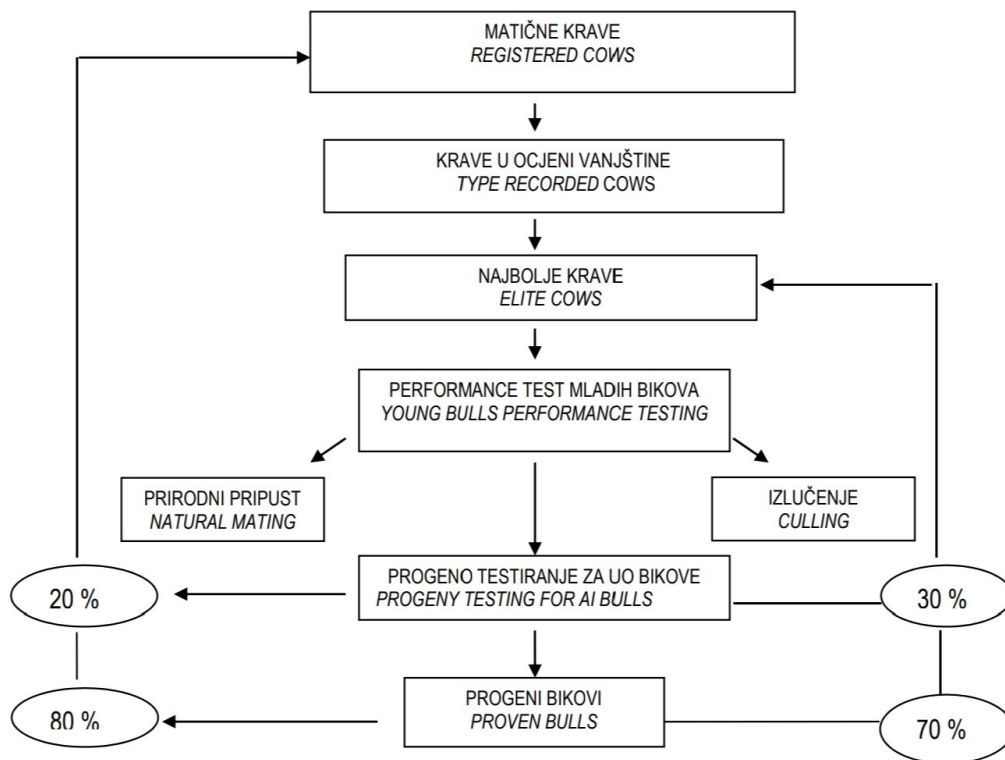 MATIČNE KRAVE
REGISTERED COWS
KRAVE U OCJENI VANJŠTINE
TYPE RECORDED COWS
NAJBOLJE KRAVE
ELITE COWS
PERFORMANCE TEST MLADIH BIKOVA
YOUNG BULLS PERFORMANCE TESTING
PRIRODNI PRIPUST
NATURAL MATING
IZLUČENJE
CULLING
20 %
PROGENO TESTIRANJE ZA UO BIKOVE
PROGENY TESTING FOR AI BULLS
30 %
80 %
PROGENI BIKOVI
PROVEN BULLS
70 %